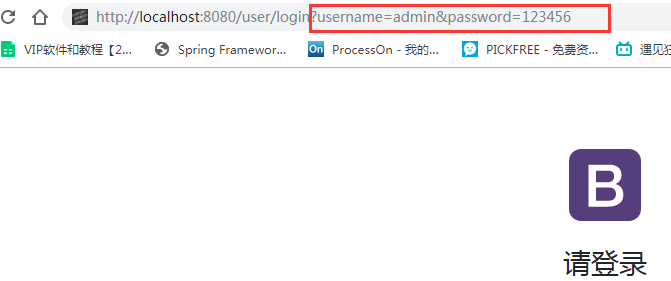 http://localhost:8080/user/login?username=admin&password=123456
VIP软件和教程【2... Spring Framewor... ProcessOn - 我的... PICKFREE - 免费资... 遇见狂
B
请登录